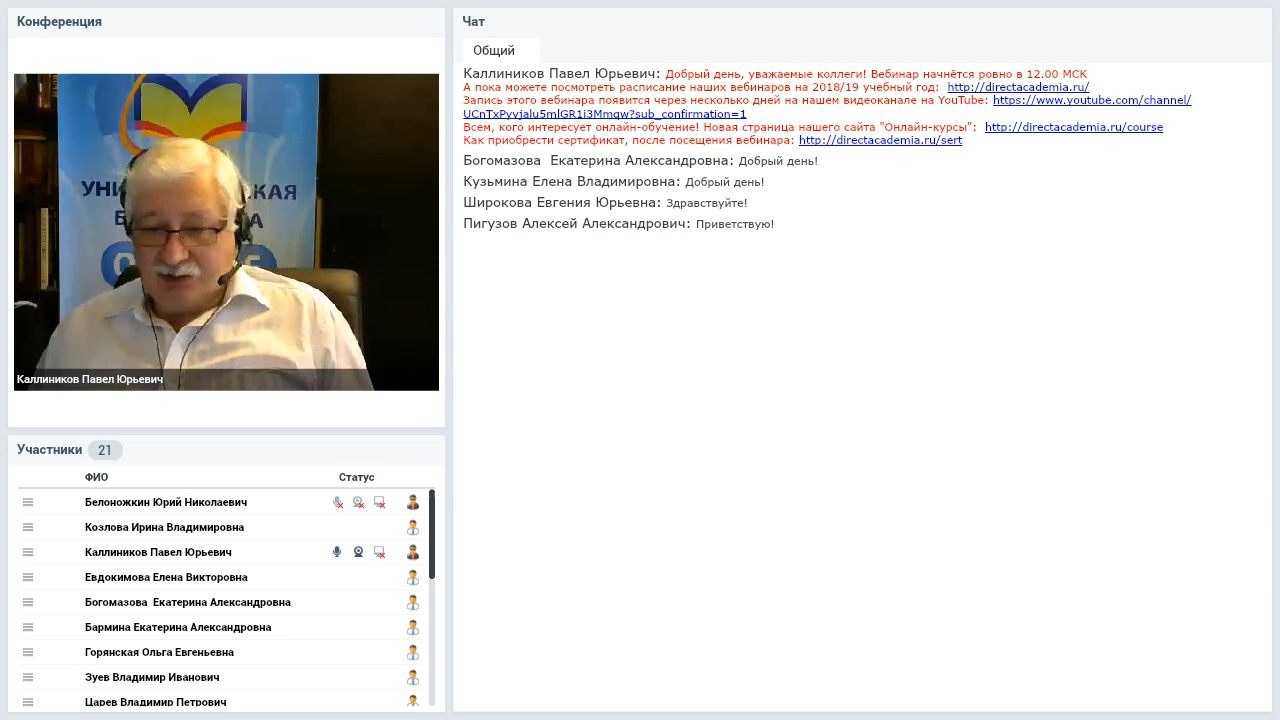 Конференция
УНИ СКАЯ
Каллиников Павел Юрьевич
Участники 21
ФИО Статус
Белоножкин Юрий Николаевич
Козлова Ирина Владимировна
Каллиников Павел Юрьевич
Евдокимова Елена Викторовна
Богомазова Екатерина Александровна
Бармина Екатерина Александровна
Горянская Ольга Евгеньевна
Зуев Владимир Иванович
Царев Владимир Петрович
Чат
Общий
Каллиников Павел Юрьевич: Добрый день, уважаемые коллеги! Вебинар начнётся ровно в 12.00 МСК
А пока можете посмотреть расписание наших вебинаров на 2018/19 учебный год: http://directacademia.ru/
Запись этого вебинара появится через несколько дней на нашем видеоканале на YouTube: https://www.youtube.com/channel/
UCnTxPyvjalu5mlGR1i3Mmqw?sub_confirmation=1
Всем, кого интересует онлайн-обучение! Новая страница нашего сайта "Онлайн-курсы": http://directacademia.ru/course
Как приобрести сертификат, после посещения вебинара: http://directacademia.ru/sert
Богомазова Екатерина Александровна: Добрый день!
Кузьмина Елена Владимировна: Добрый день!
Широкова Евгения Юрьевна: Здравствуйте!
Пигузов Алексей Александрович: Приветствую!